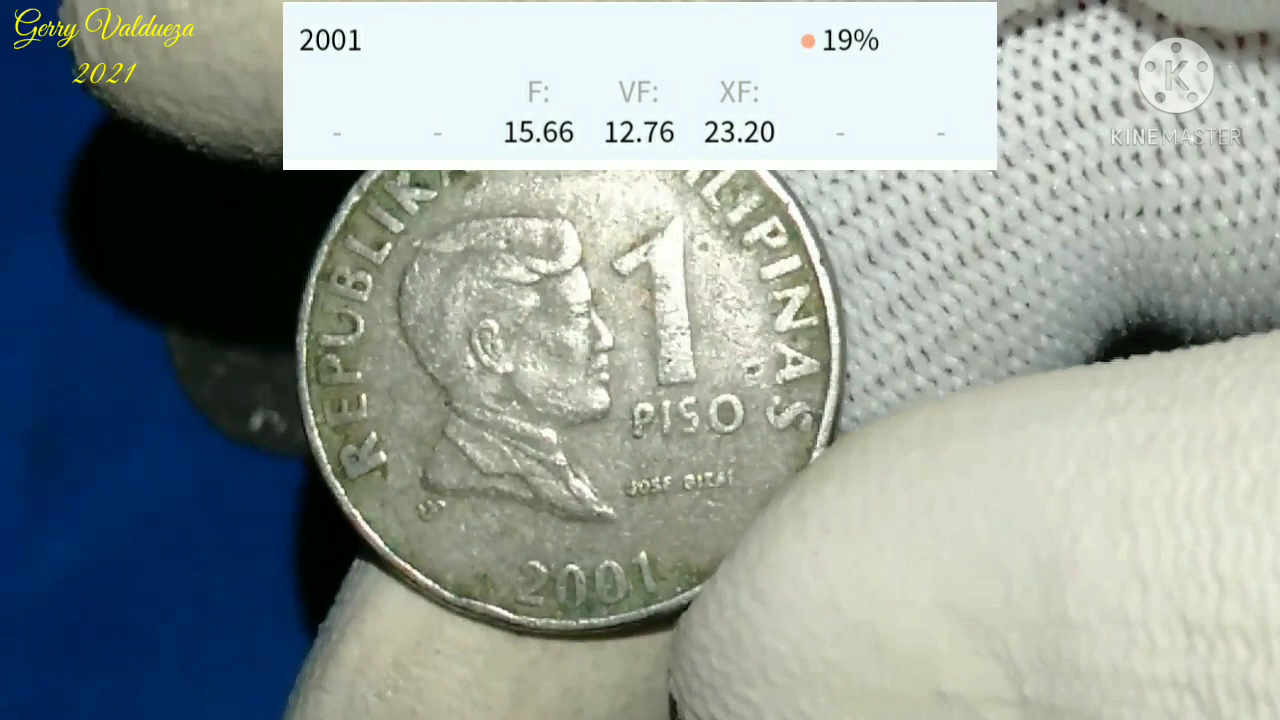 Gerry Valdueza
2021
2001 19%
F: VF: XF:
- - 15.66 12.76 23.20 - -
K
KINEMASTER
REPUBLIKA PILIPINAS
1
PISO
JOSE RIZAL
2001